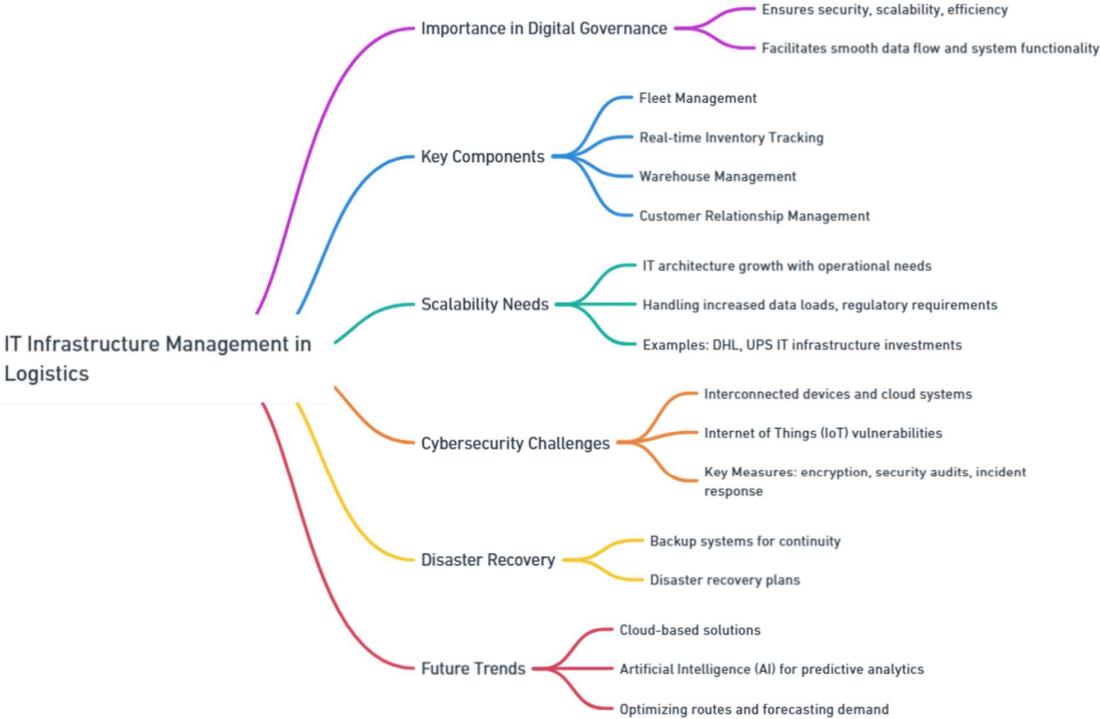 IT Infrastructure Management in
Logistics
Importance in Digital Governance
Ensures security, scalability, efficiency
Facilitates smooth data flow and system functionality
Key Components
Fleet Management
Real-time Inventory Tracking
Warehouse Management
Customer Relationship Management
Scalability Needs
IT architecture growth with operational needs
Handling increased data loads, regulatory requirements
Examples: DHL, UPS IT infrastructure investments
Cybersecurity Challenges
Interconnected devices and cloud systems
Internet of Things (IoT) vulnerabilities
Key Measures: encryption, security audits, incident
response
Disaster Recovery
Backup systems for continuity
Disaster recovery plans
Future Trends
Cloud-based solutions
Artificial Intelligence (AI) for predictive analytics
Optimizing routes and forecasting demand